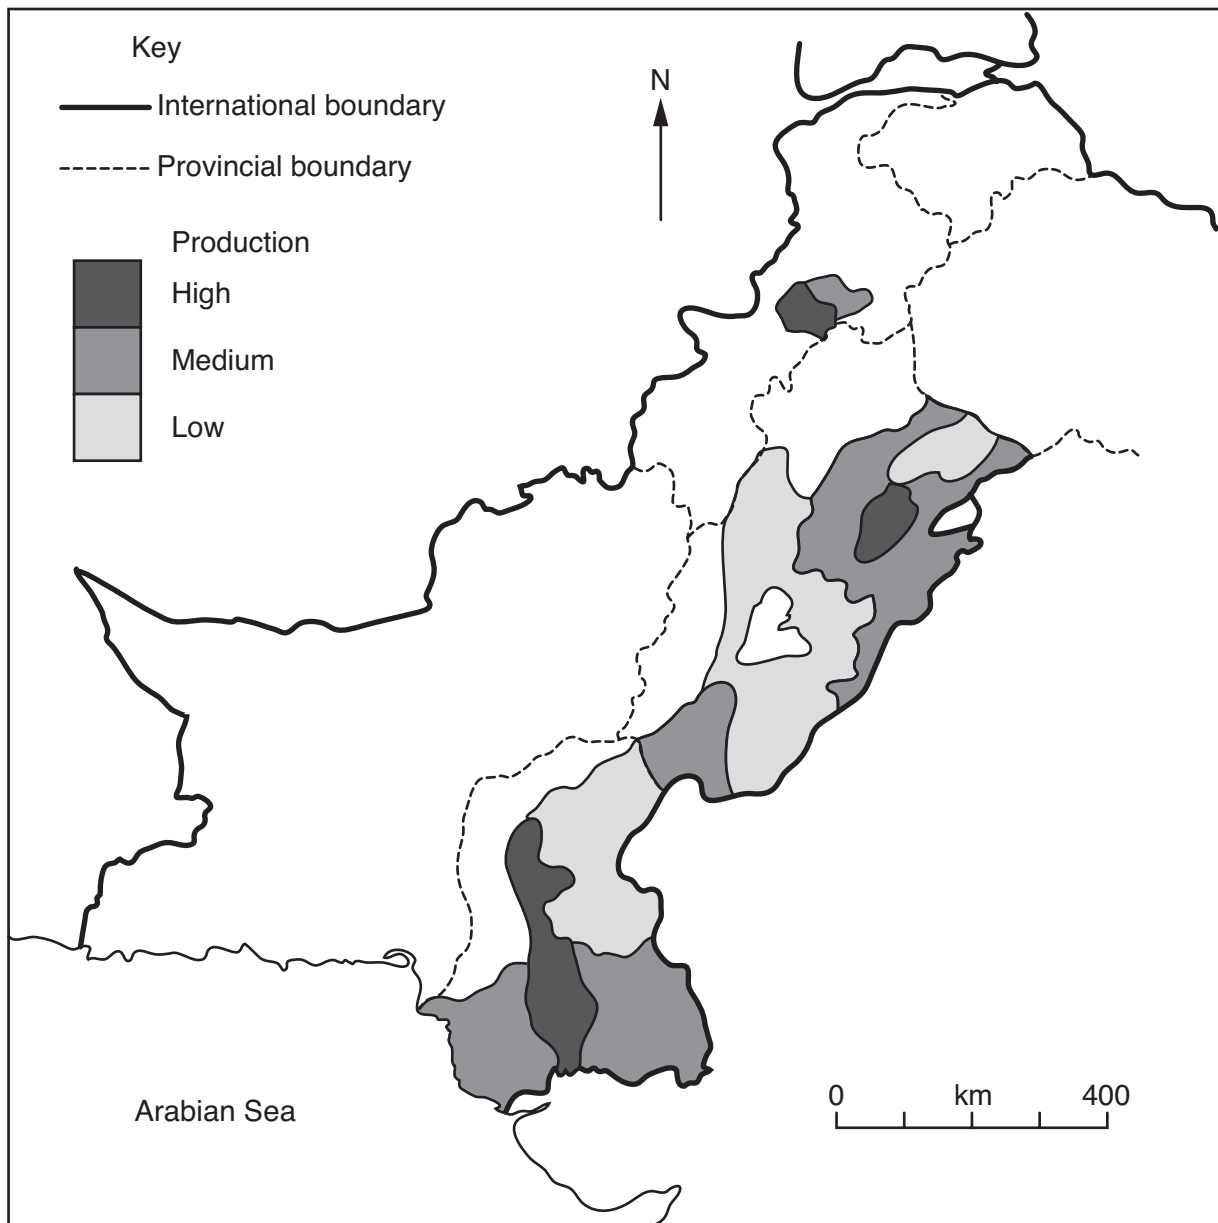 Key
International boundary
Provincial boundary
Production
High
Medium
Low
N
Arabian Sea
0 km 400